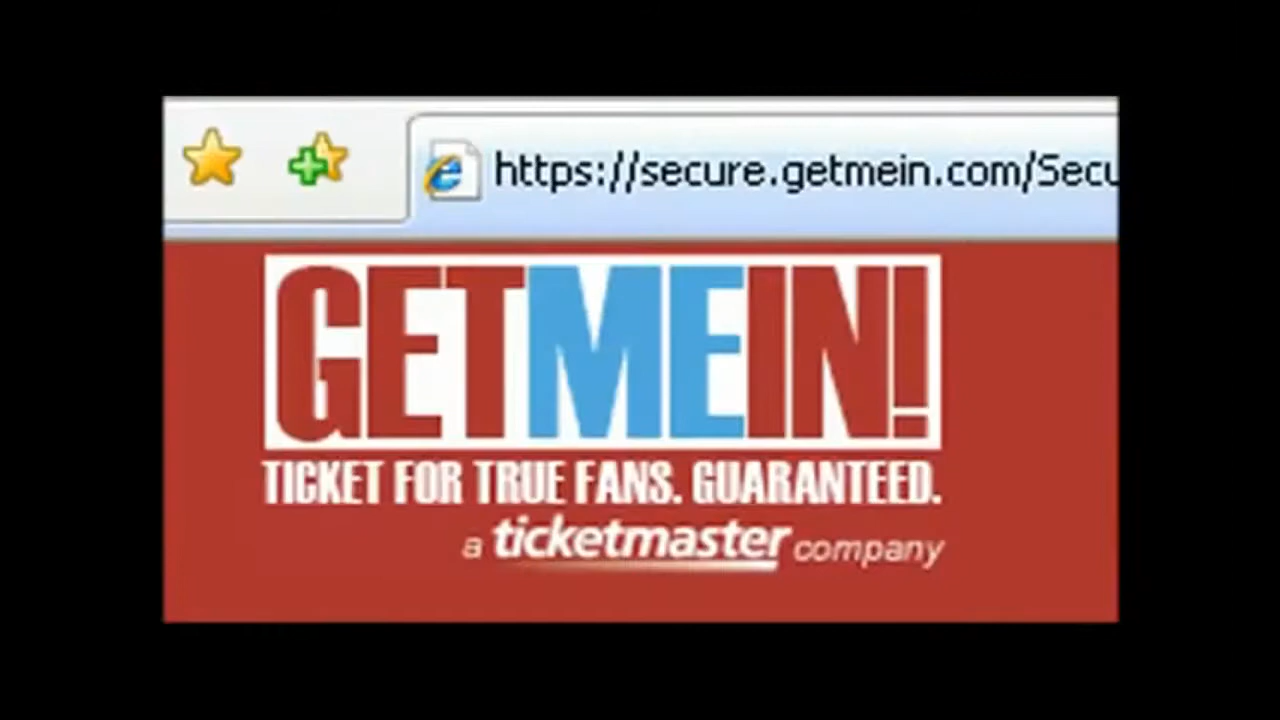 https://secure.getmein.com/Secu
GETMEIN!
TICKET FOR TRUE FANS. GUARANTEED.
a ticketmaster company